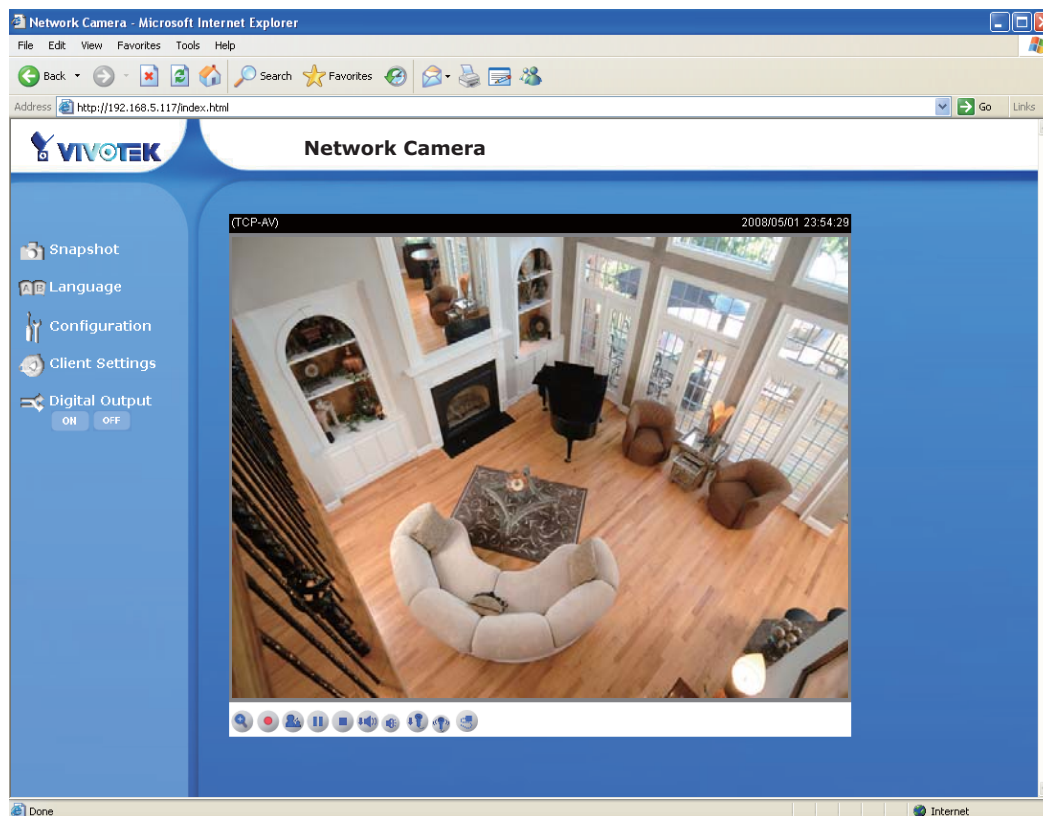 Network Camera - Microsoft Internet Explorer
File Edit View Favorites Tools Help
Back Search Favorites
Address http://192.168.5.117/index.html Go Links
VIVOTEK
Network Camera
(TCP-AV) 2008/05/01 23:54:29
Snapshot
A B Language
Configuration
Client Settings
Digital Output
ON OFF
Done Internet